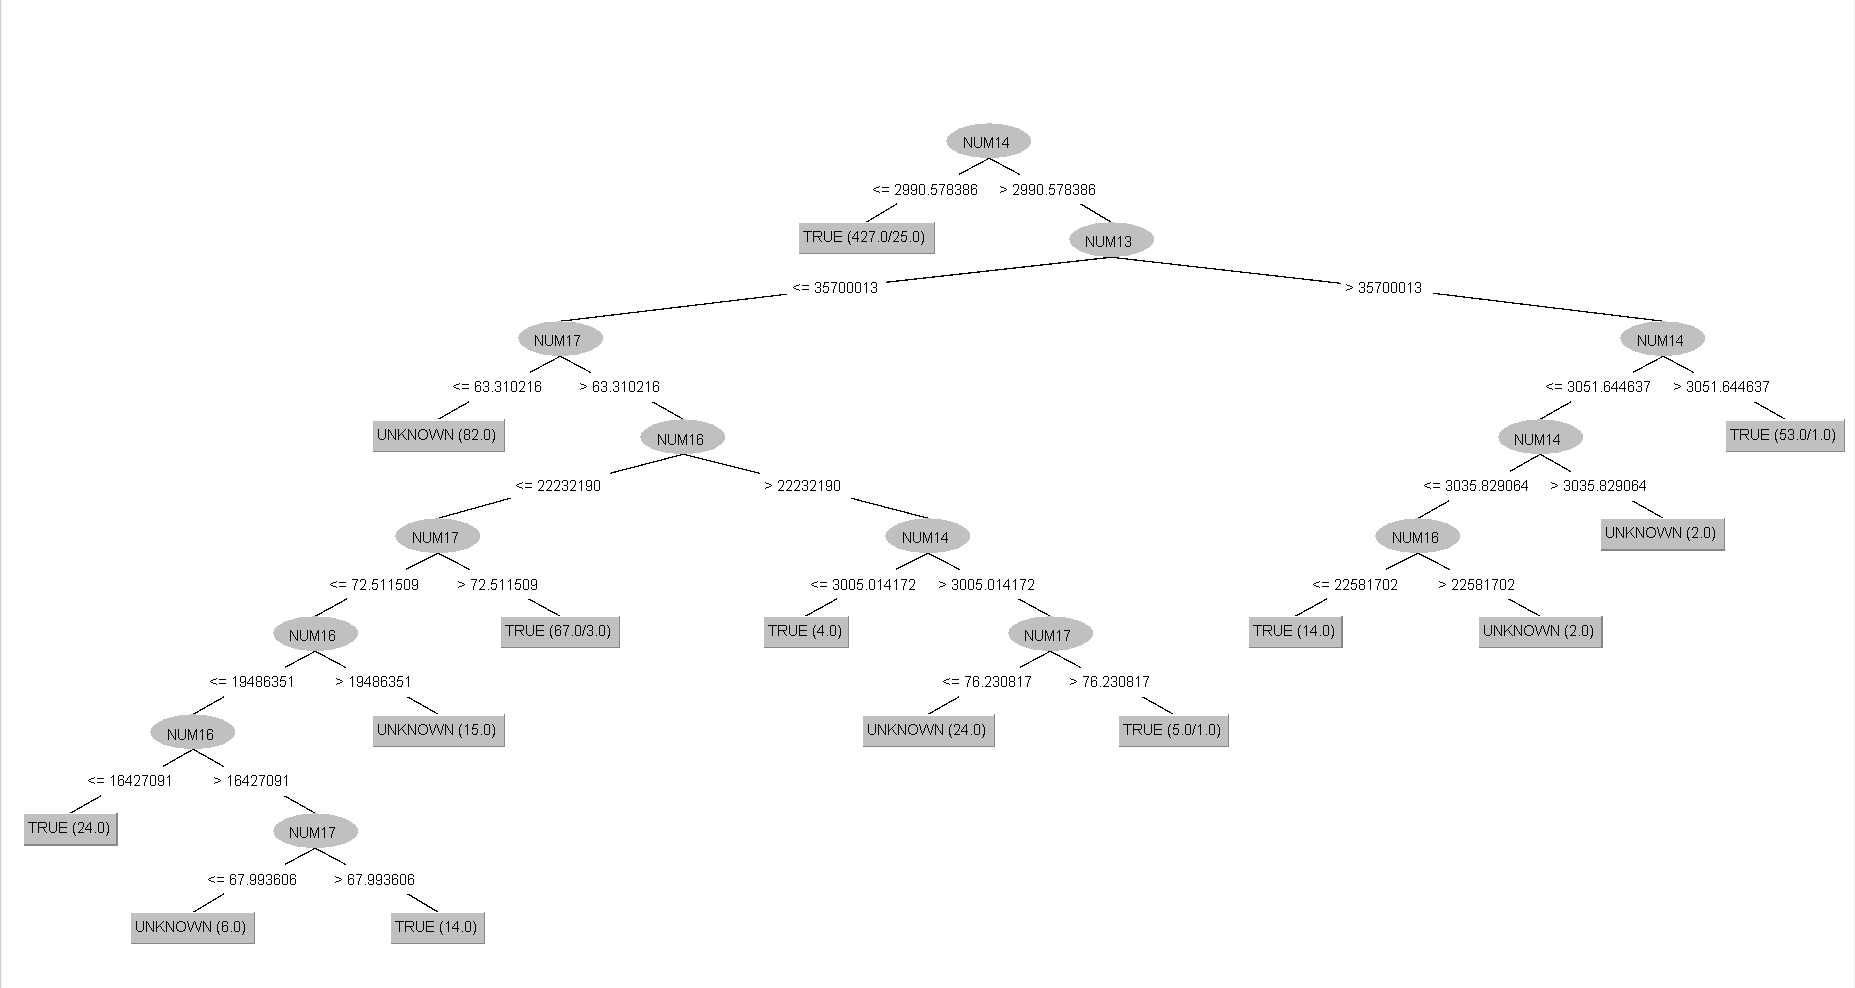 NUM14
<= 2990.578386 > 2990.578386
TRUE (427.0/25.0)
NUM13
<= 35700013 > 35700013
NUM17 NUM14
<= 63.310216 > 63.310216 <= 3051.644637 > 3051.644637
UNKNOWN (82.0) NUM16 NUM14 TRUE (53.0/1.0)
<= 22232190 > 22232190 <= 3035.829064 > 3035.829064
NUM17 NUM14 NUM16 UNKNOWN (2.0)
<= 72.511509 > 72.511509 <= 3005.014172 > 3005.014172 <= 22581702 > 22581702
NUM16 TRUE (67.0/3.0) TRUE (4.0) NUM17 TRUE (14.0) UNKNOWN (2.0)
<= 19486351 > 19486351 <= 76.230817 > 76.230817
NUM16 UNKNOWN (15.0) UNKNOWN (24.0) TRUE (5.0/1.0)
<= 16427091 > 16427091
TRUE (24.0) NUM17
<= 67.993606 > 67.993606
UNKNOWN (6.0) TRUE (14.0)